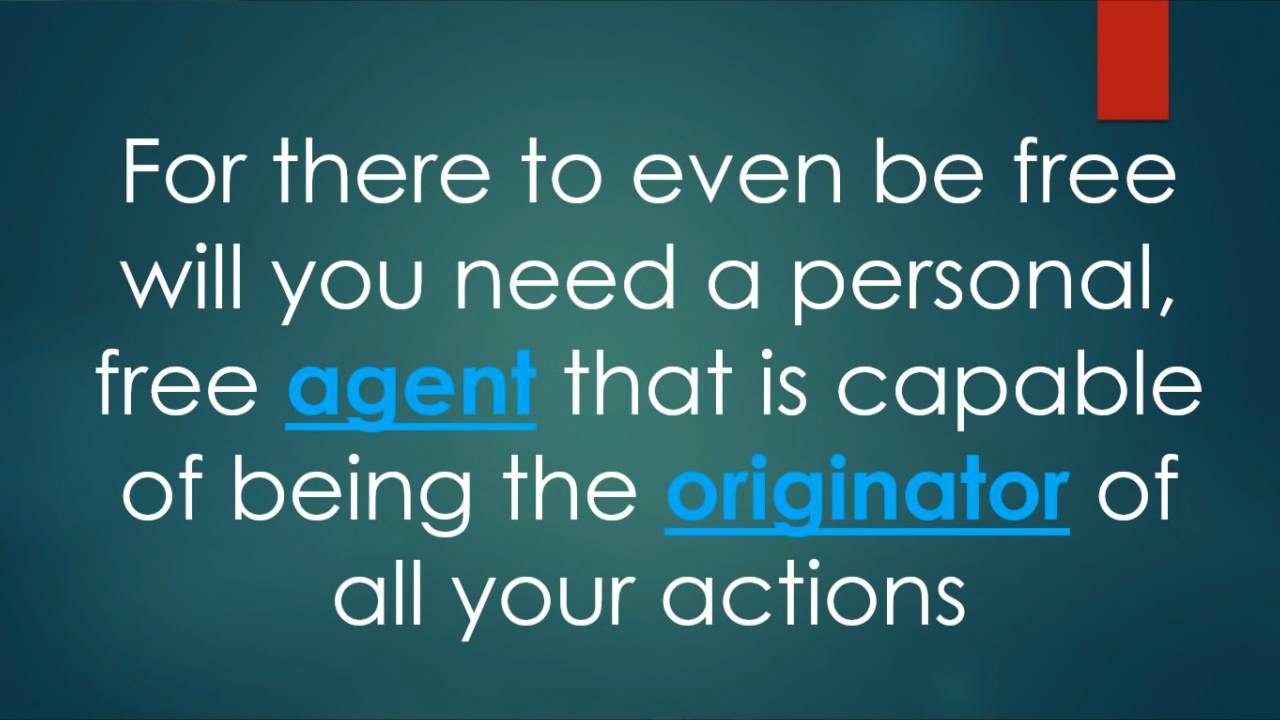 For there to even be free
will you need a personal,
free agent that is capable
of being the originator of
all your actions